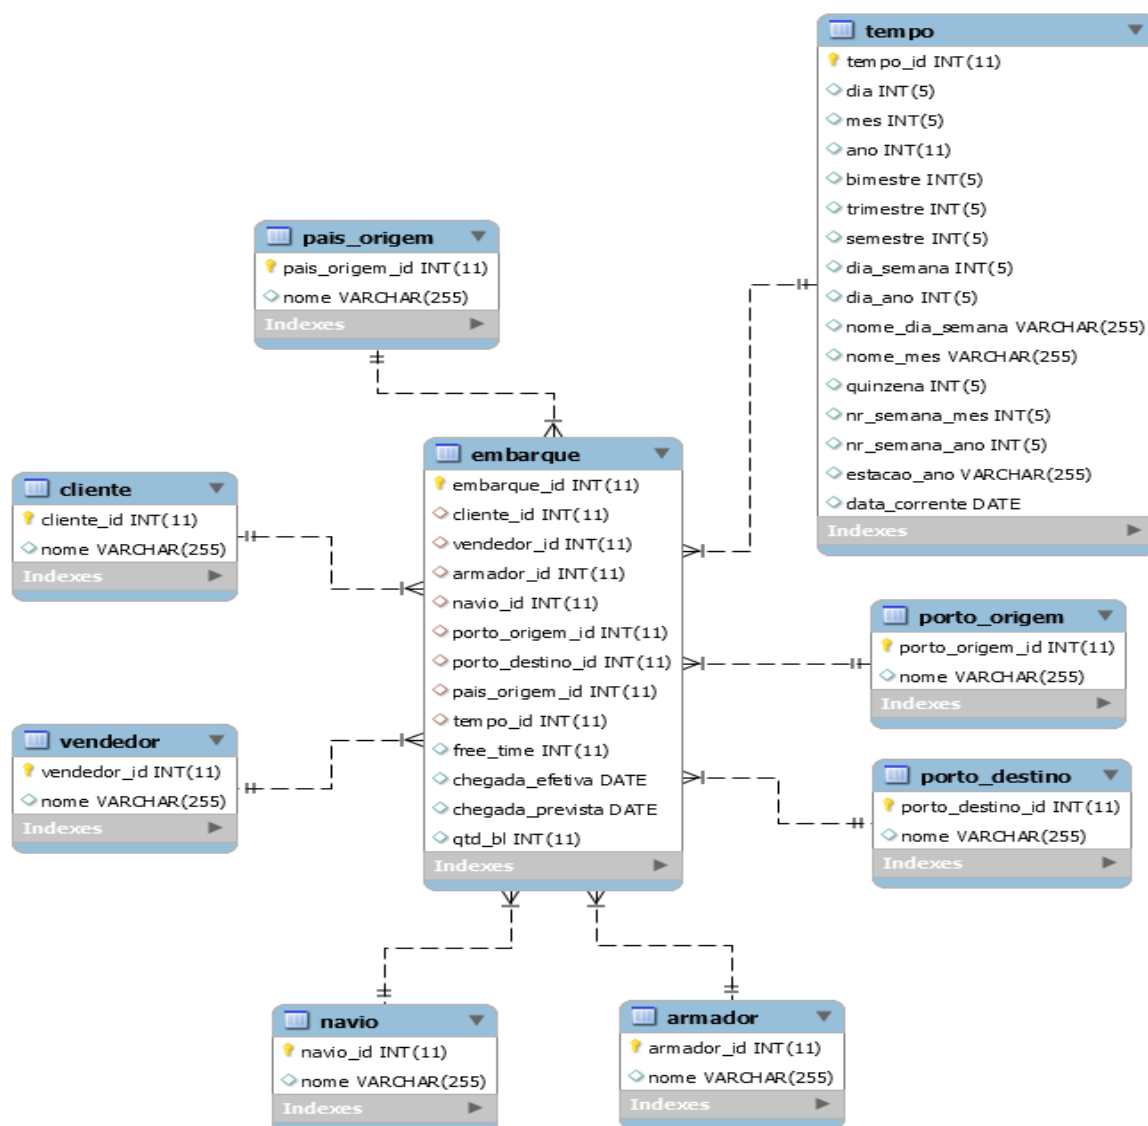 tempo
tempo_id INT(11)
dia INT(5)
mes INT(5)
ano INT(11)
bimestre INT(5)
trimestre INT(5)
semestre INT(5)
dia_semana INT(5)
dia_ano INT(5)
nome_dia_semana VARCHAR(255)
nome_mes VARCHAR(255)
quinzena INT(5)
nr_semana_mes INT(5)
nr_semana_ano INT(5)
estacao_ano VARCHAR(255)
data_corrente DATE
Indexes
pais_origem
pais_origem_id INT(11)
nome VARCHAR(255)
Indexes
embarque
embarque_id INT(11)
cliente_id INT(11)
vendedor_id INT(11)
armador_id INT(11)
navio_id INT(11)
porto_origem_id INT(11)
porto_destino_id INT(11)
pais_origem_id INT(11)
tempo_id INT(11)
free_time INT(11)
chegada_efetiva DATE
chegada_prevista DATE
qtd_bl INT(11)
Indexes
cliente
cliente_id INT(11)
nome VARCHAR(255)
Indexes
porto_origem
porto_origem_id INT(11)
nome VARCHAR(255)
Indexes
vendedor
vendedor_id INT(11)
nome VARCHAR(255)
Indexes
porto_destino
porto_destino_id INT(11)
nome VARCHAR(255)
Indexes
navio
navio_id INT(11)
nome VARCHAR(255)
Indexes
armador
armador_id INT(11)
nome VARCHAR(255)
Indexes